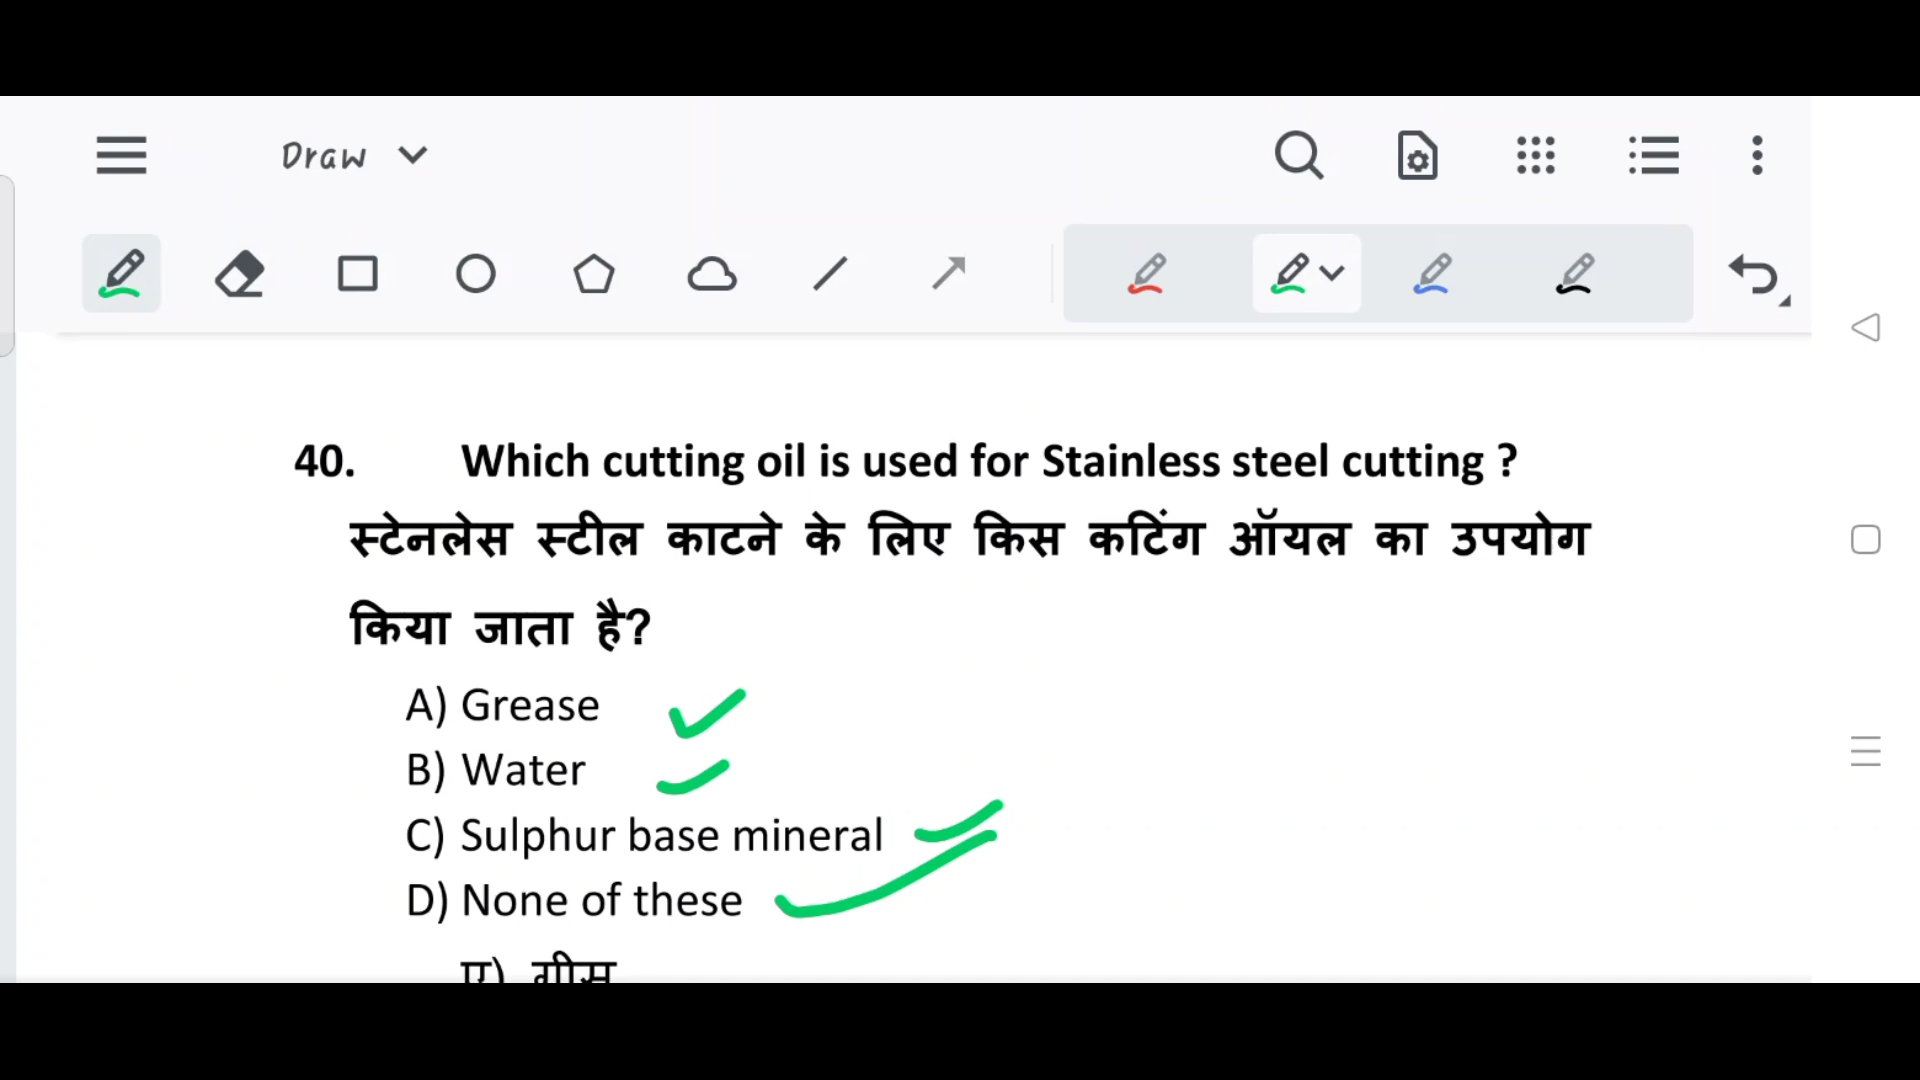 Draw
40. Which cutting oil is used for Stainless steel cutting ?
स्टेनलेस स्टील काटने के लिए किस कटिंग ऑयल का उपयोग
किया जाता है?
A) Grease
B) Water
C) Sulphur base mineral
D) None of these
ए) ग्रीस